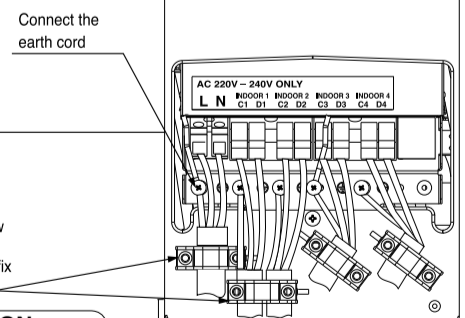 Connect the
earth cord
AC 220V – 240V ONLY
L N
INDOOR 1 INDOOR 2 INDOOR 3 INDOOR 4
C1 D1 C2 D2 C3 D3 C4 D4
fix